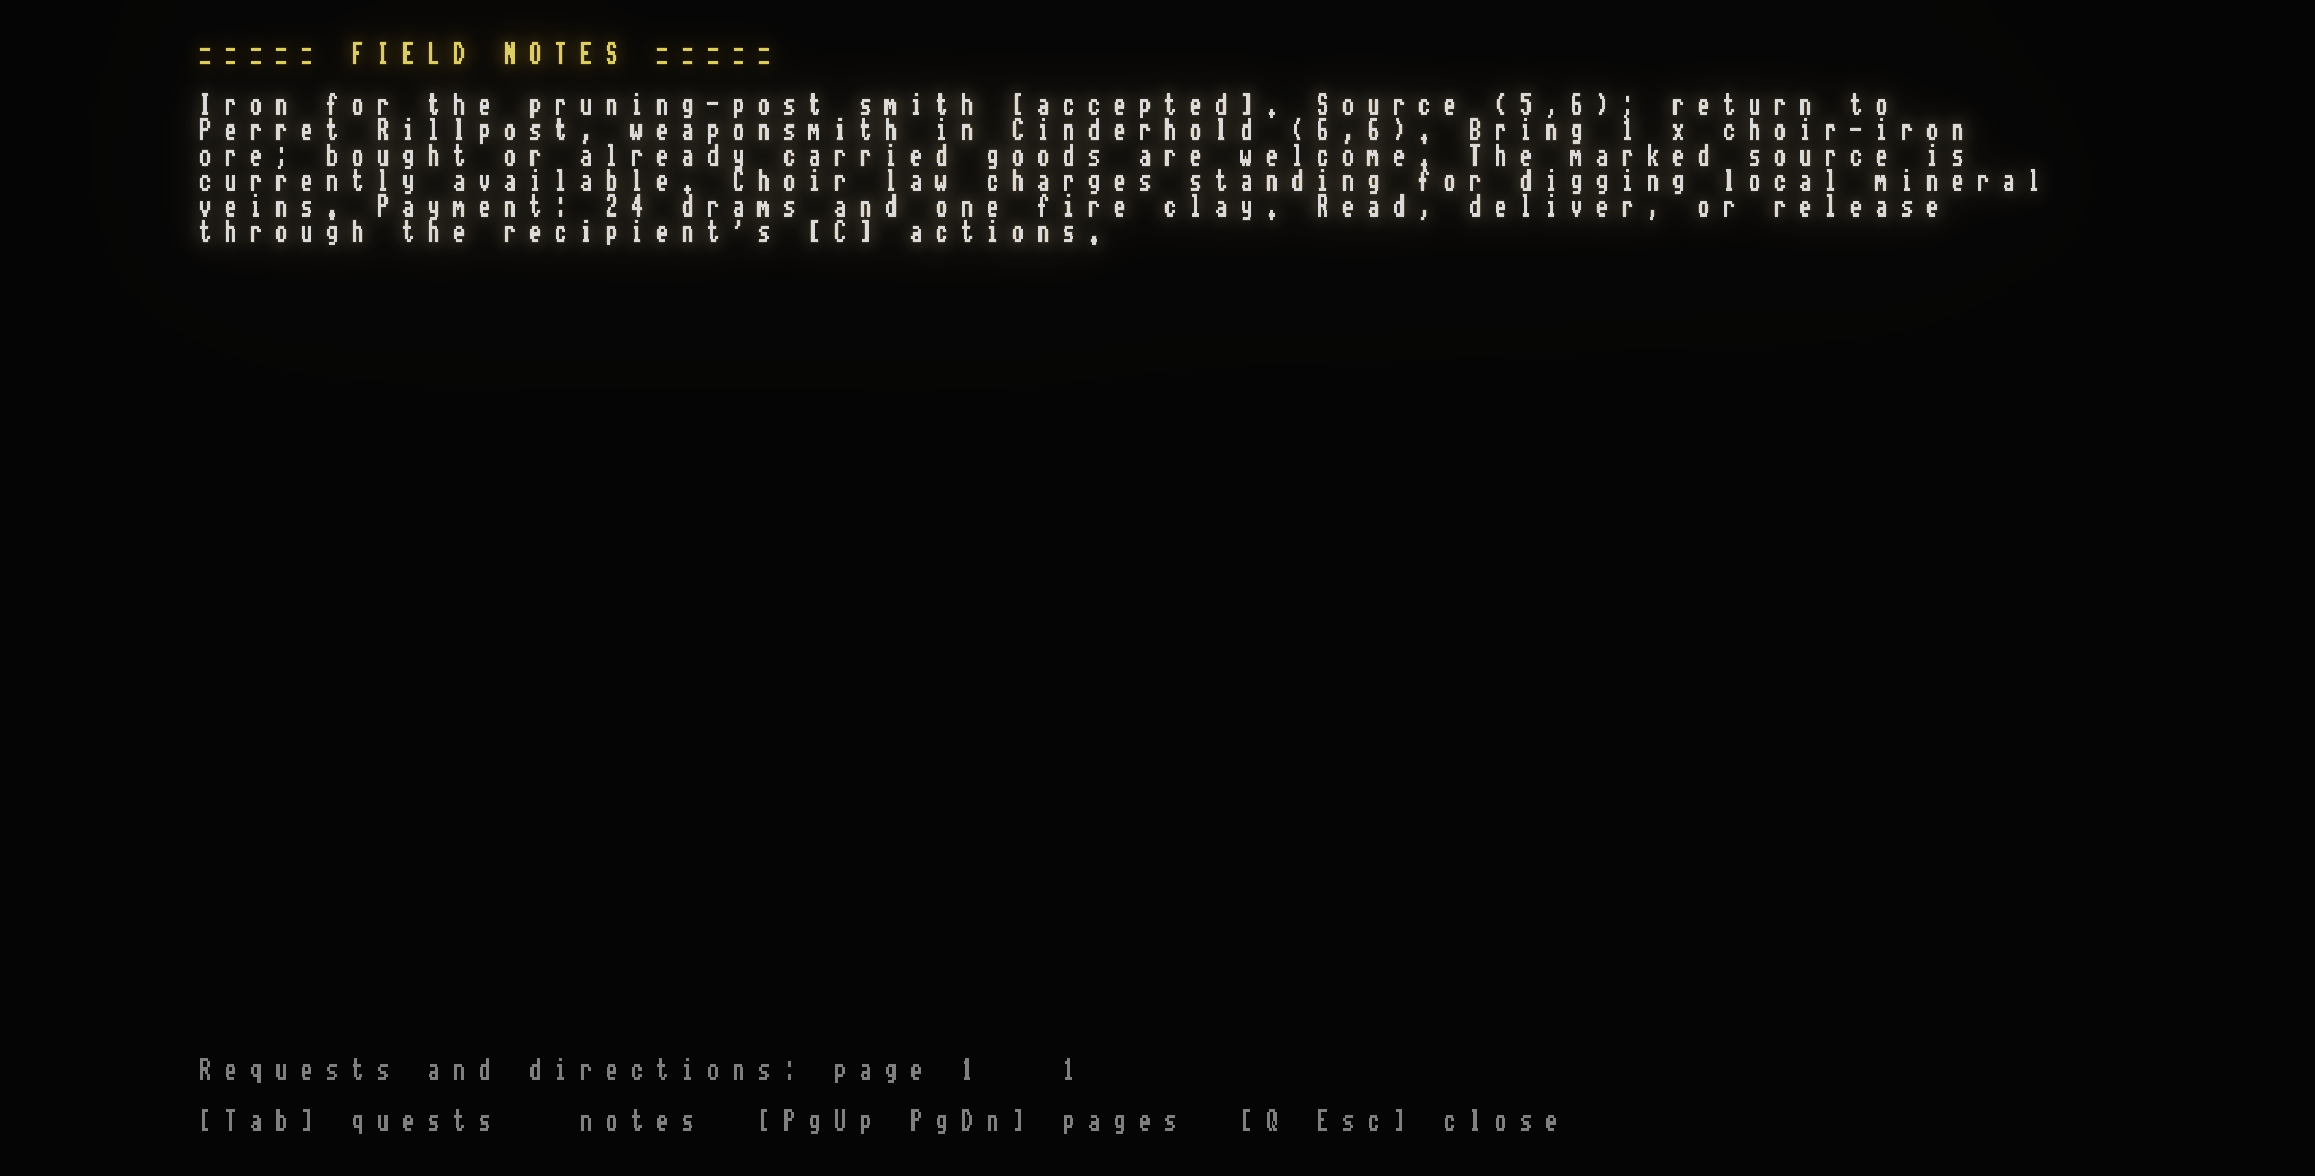 ===== FIELD NOTES =====
Iron for the pruning-post smith [accepted]. Source (5,6); return to
Perret Rillpost, weaponsmith in Cinderhold (6,6). Bring 1 x choir-iron
ore; bought or already carried goods are welcome. The marked source is
currently available. Choir law charges standing for digging local mineral
veins. Payment: 24 drams and one fire clay. Read, deliver, or release
through the recipient's [C] actions.
Requests and directions: page 1 1
[Tab] quests notes [PgUp PgDn] pages [Q Esc] close